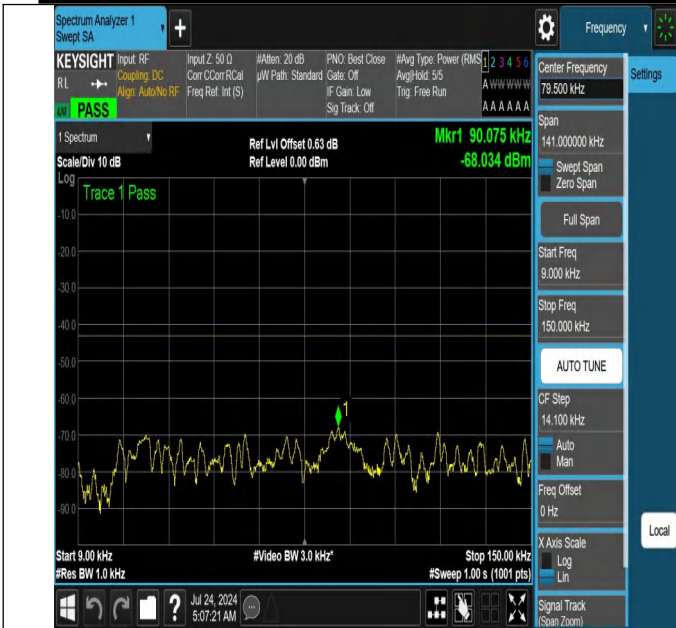 Spectrum Analyzer 1
Swept SA
+
Frequency
KEYSIGHT
RL
PASS
Input: RF
Coupling: DC
Align: Auto/No RF
Input Z: 50 Ω
Corr CCorr RCal
Freq Ref: Int (S)
#Atten: 20 dB
µW Path: Standard
PNO: Best Close
Gate: Off
IF Gain: Low
Sig Track: Off
#Avg Type: Power (RMS
Avg|Hold: 5/5
Trig: Free Run
1 2 3 4 5 6
A W W W W W
A A A A A A
1 Spectrum
Scale/Div 10 dB
Ref Lvl Offset 0.63 dB
Ref Level 0.00 dBm
Mkr1 90.075 kHz
-68.034 dBm
Log
Trace 1 Pass
-10.0
-20.0
-30.0
-40.0
-50.0
-60.0
-70.0
-80.0
-90.0
1
Start 9.00 kHz
#Res BW 1.0 kHz
#Video BW 3.0 kHz*
Stop 150.00 kHz
#Sweep 1.00 s (1001 pts)
Center Frequency
79.500 kHz
Settings
Span
141.000000 kHz
Swept Span
Zero Span
Full Span
Start Freq
9.000 kHz
Stop Freq
150.000 kHz
AUTO TUNE
CF Step
14.100 kHz
Auto
Man
Freq Offset
0 Hz
X Axis Scale
Log
Lin
Local
Signal Track
(Span Zoom)
?
Jul 24, 2024
5:07:21 AM